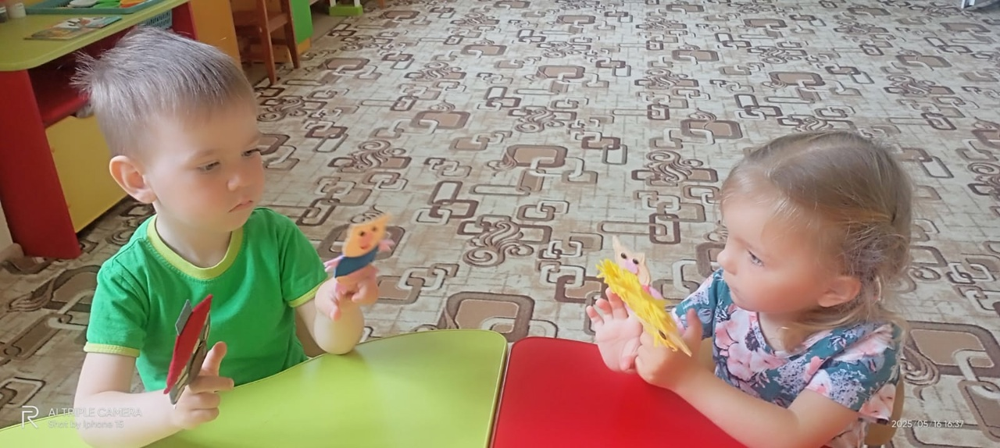 AI TRIPLE CAMERA
Shot by Iphone 15
2025/05/16 16:37